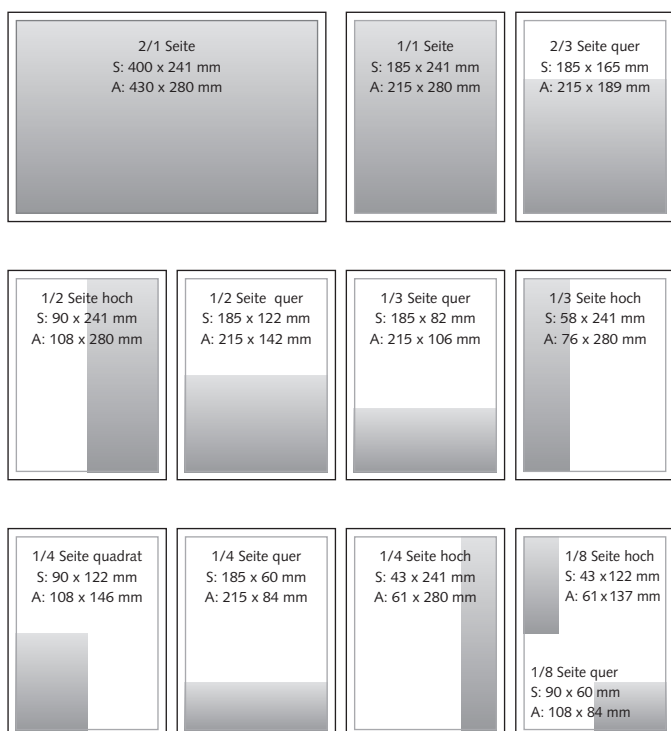 2/1 Seite
S: 400 x 241 mm
A: 430 x 280 mm
1/1 Seite
S: 185 x 241 mm
A: 215 x 280 mm
2/3 Seite quer
S: 185 x 165 mm
A: 215 x 189 mm
1/2 Seite hoch
S: 90 x 241 mm
A: 108 x 280 mm
1/2 Seite  quer
S: 185 x 122 mm
A: 215 x 142 mm
1/3 Seite quer
S: 185 x 82 mm
A: 215 x 106 mm
1/3 Seite hoch
S: 58 x 241 mm
A: 76 x 280 mm
1/4 Seite quadrat
S: 90 x 122 mm
A: 108 x 146 mm
1/4 Seite quer
S: 185 x 60 mm
A: 215 x 84 mm
1/4 Seite hoch
S: 43 x 241 mm
A: 61 x 280 mm
1/8 Seite hoch
S: 43 x 122 mm
A: 61 x 137 mm
1/8 Seite quer
S: 90 x 60 mm
A: 108 x 84 mm